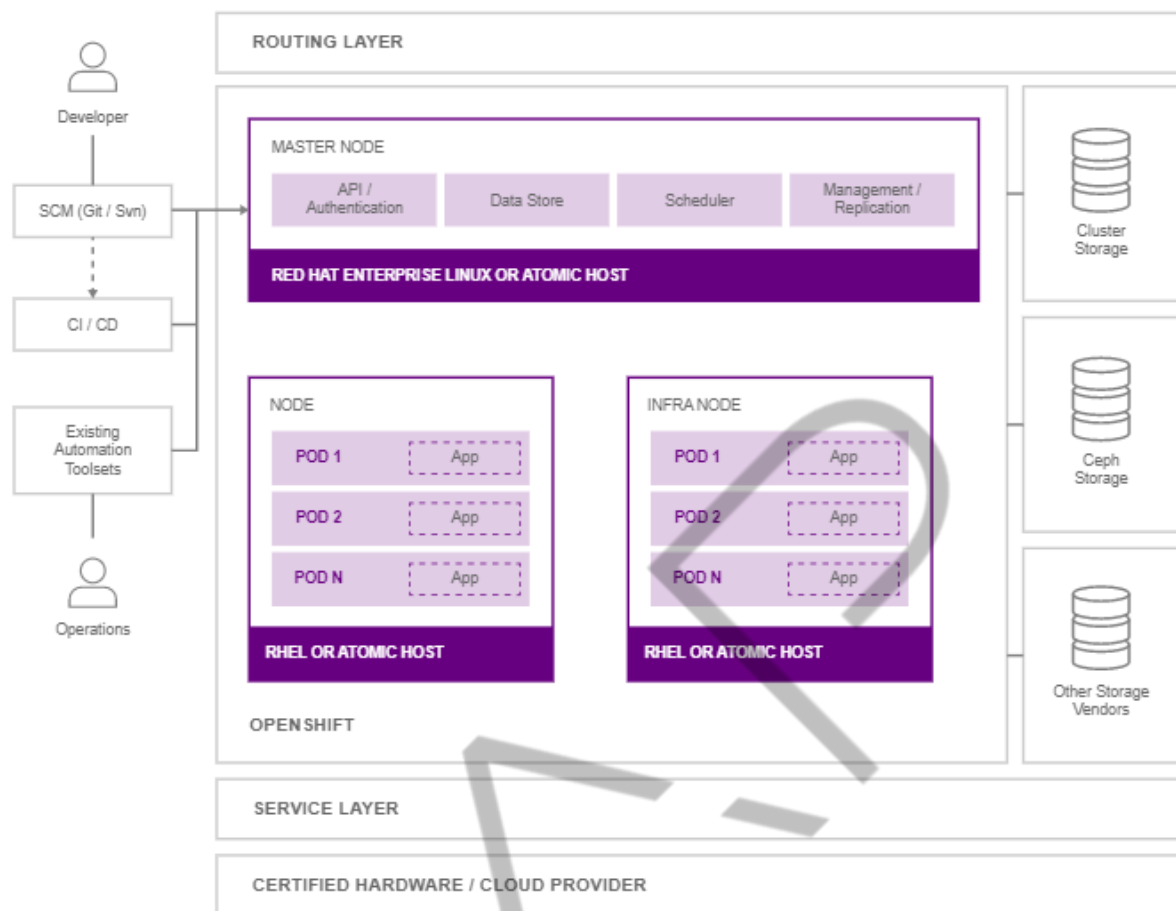 ROUTING LAYER
Developer
SCM (Git / Svn)
CI / CD
Existing
Automation
Toolsets
Operations
MASTER NODE
API /
Authentication
Data Store
Scheduler
Management /
Replication
RED HAT ENTERPRISE LINUX OR ATOMIC HOST
NODE
POD 1
App
POD 2
App
POD N
App
RHEL OR ATOMIC HOST
INFRA NODE
POD 1
App
POD 2
App
POD N
App
RHEL OR ATOMIC HOST
OPENSHIFT
Cluster
Storage
Ceph
Storage
Other Storage
Vendors
SERVICE LAYER
CERTIFIED HARDWARE / CLOUD PROVIDER